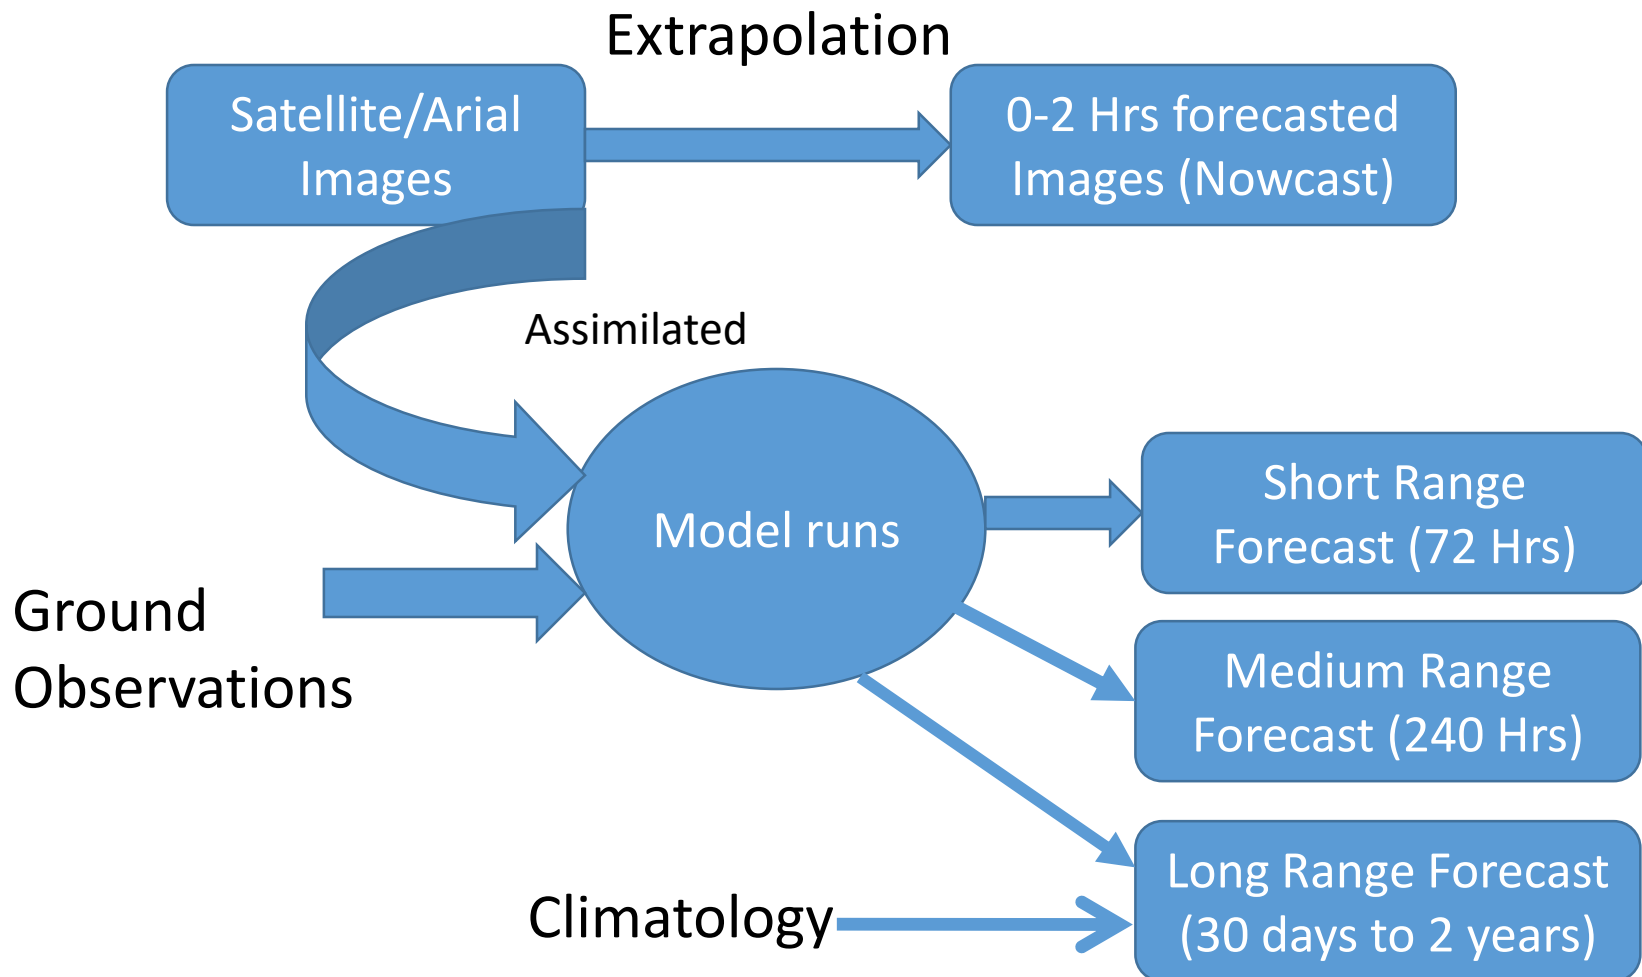 Extrapolation
Satellite/Arial
Images
0-2 Hrs forecasted
Images (Nowcast)
Assimilated
Model runs
Short Range
Forecast (72 Hrs)
Ground
Observations
Medium Range
Forecast (240 Hrs)
Climatology
Long Range Forecast
(30 days to 2 years)